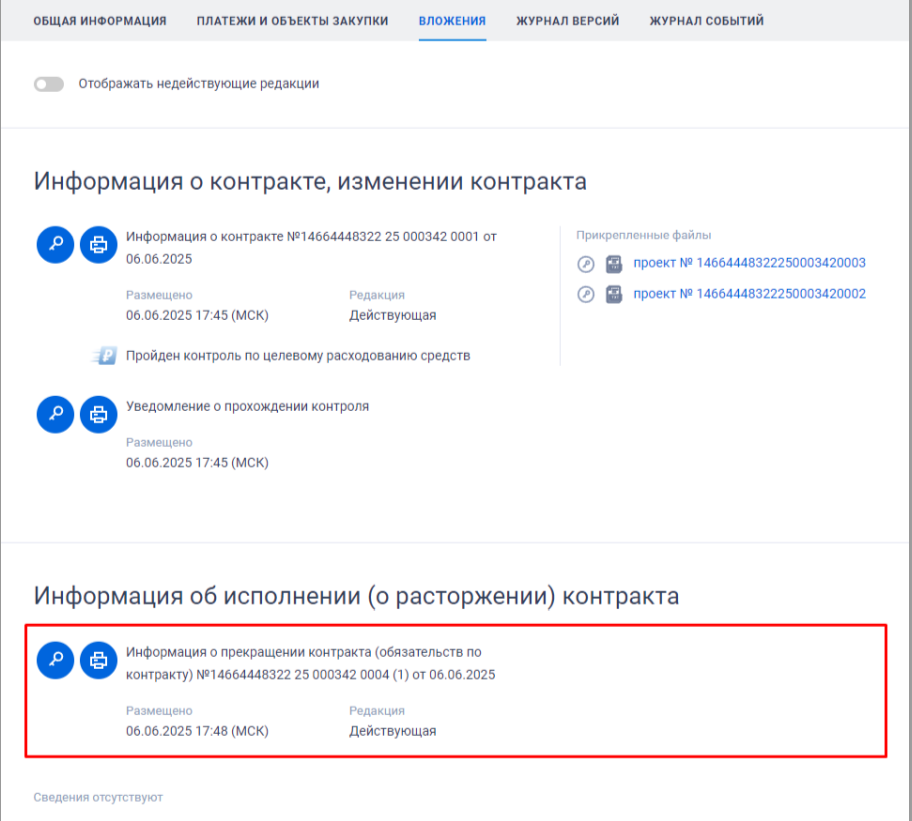 ОБЩАЯ ИНФОРМАЦИЯ ПЛАТЕЖИ И ОБЪЕКТЫ ЗАКУПКИ ВЛОЖЕНИЯ ЖУРНАЛ ВЕРСИЙ ЖУРНАЛ СОБЫТИЙ
Отображать недействующие редакции
Информация о контракте, изменении контракта
Информация о контракте №14664448322 25 000342 0001 от
06.06.2025
Размещено Редакция
06.06.2025 17:45 (МСК) Действующая
Пройден контроль по целевому расходованию средств
Прикрепленные файлы
проект № 14664448322250003420003
проект № 14664448322250003420002
Уведомление о прохождении контроля
Размещено
06.06.2025 17:45 (МСК)
Информация об исполнении (о расторжении) контракта
Информация о прекращении контракта (обязательств по
контракту) №14664448322 25 000342 0004 (1) от 06.06.2025
Размещено Редакция
06.06.2025 17:48 (МСК) Действующая
Сведения отсутствуют